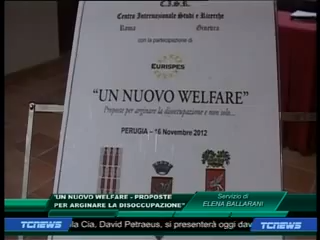 C.I.S.R.
Centro Internazionale Studi e Ricerche
Roma Ginevra
con la partecipazione di
EURISPES
"UN NUOVO WELFARE"
Proposte per arginare la disoccupazione e non solo...
PERUGIA – 16 Novembre 2012
"UN NUOVO WELFARE - PROPOSTE
PER ARGINARE LA DISOCCUPAZIONE"
Servizio di
ELENA BALLARANI
TCNEWS
lla Cia, David Petraeus, si presenterà oggi dav
TCNEWS